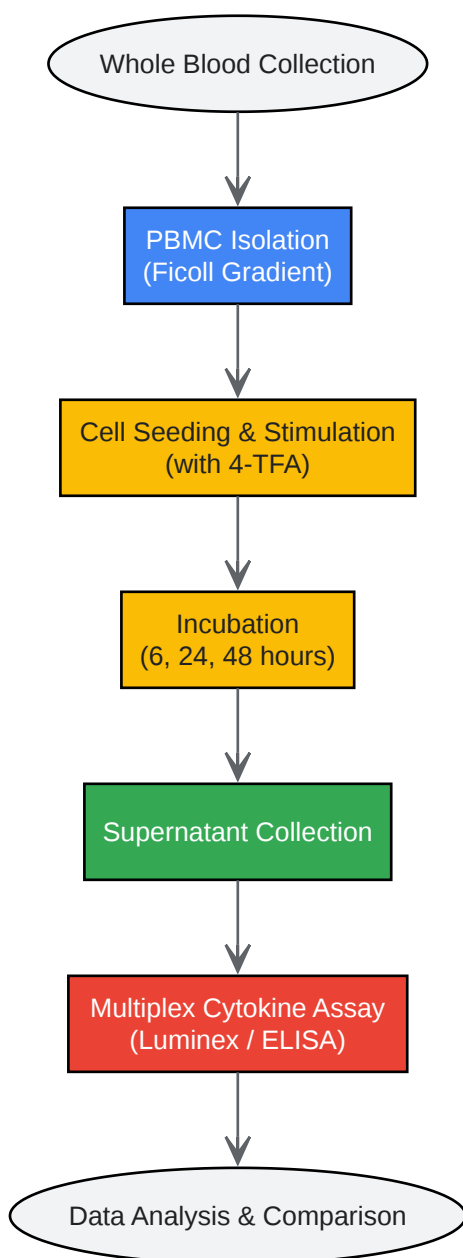 Whole Blood Collection
PBMC Isolation
(Ficoll Gradient)
Cell Seeding & Stimulation
(with 4-TFA)
Incubation
(6, 24, 48 hours)
Supernatant Collection
Multiplex Cytokine Assay
(Luminex / ELISA)
Data Analysis & Comparison